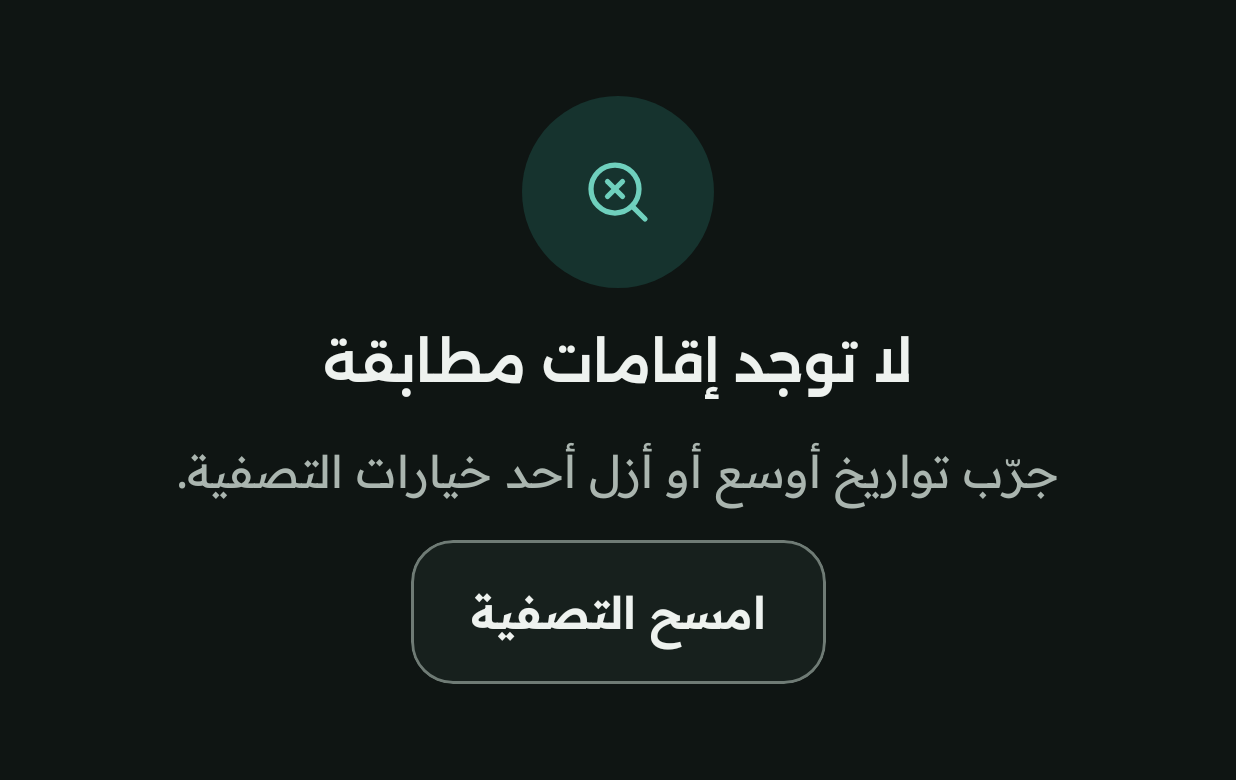 لا توجد إقامات مطابقة
جرّب تواريخ أوسع أو أزل أحد خيارات التصفية.
امسح التصفية